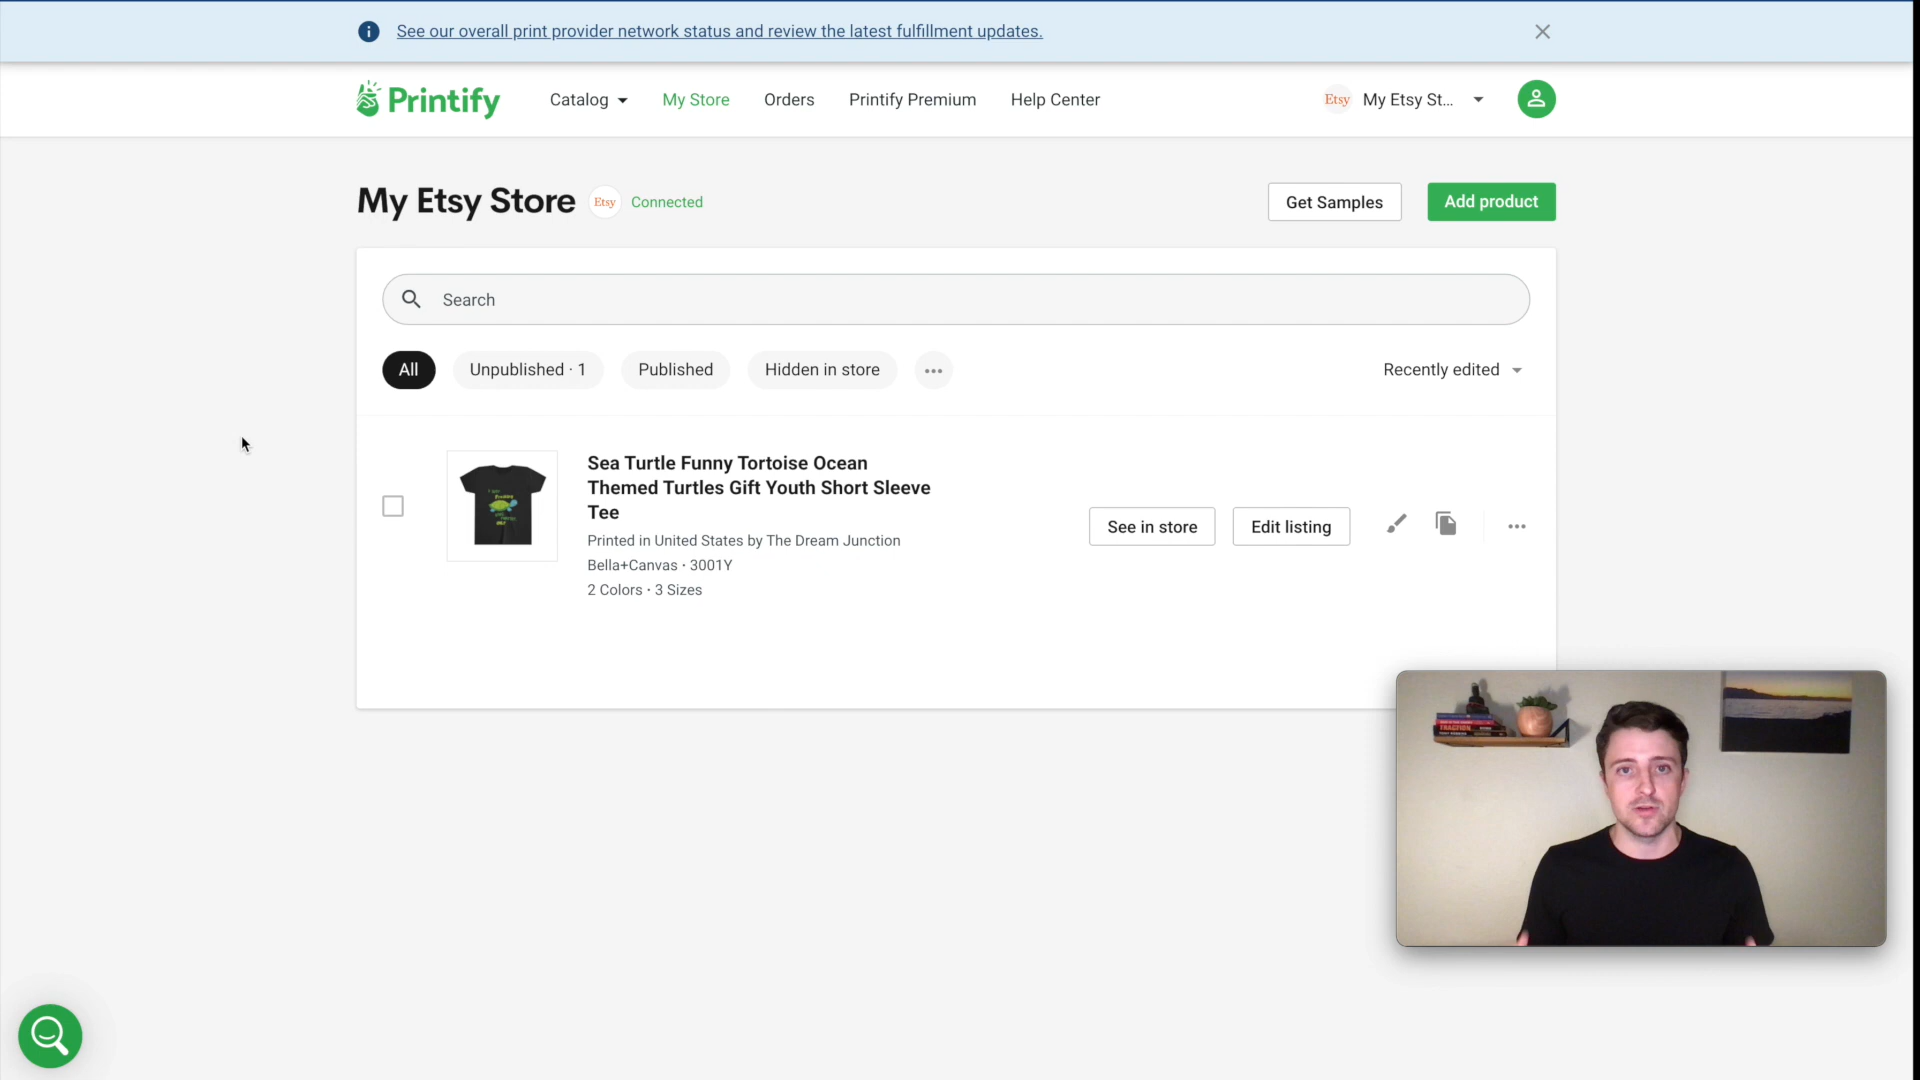 See our overall print provider network status and review the latest fulfillment updates.
Printify Catalog My Store Orders Printify Premium Help Center Etsy My Etsy St...
My Etsy Store Etsy Connected Get Samples Add product
Search
All Unpublished · 1 Published Hidden in store Recently edited
Sea Turtle Funny Tortoise Ocean
Themed Turtles Gift Youth Short Sleeve
Tee
See in store Edit listing
Printed in United States by The Dream Junction
Bella+Canvas · 3001Y
2 Colors · 3 Sizes
TRACTION